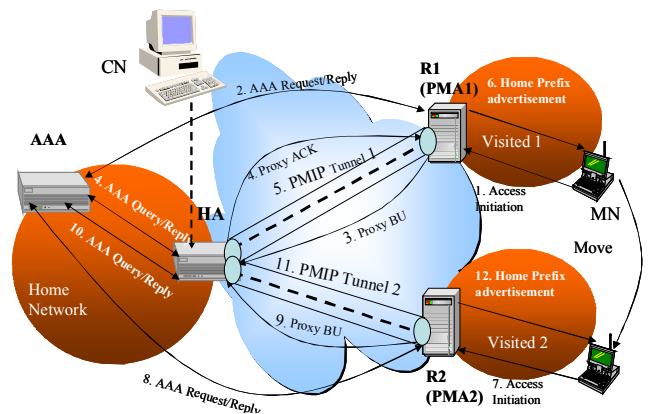 CN
R1
(PMA1)
2. AAA Request/Reply
6. Home Prefix
advertisement
Visited 1
AAA
4. Proxy ACK
5. PMIP Tunnel 1
1. Access
Initiation
MN
4. AAA Query/Reply
HA
3. Proxy BU
10. AAA Query/Reply
Move
Home
Network
11. PMIP Tunnel 2
12. Home Prefix
advertisement
9. Proxy BU
Visited 2
R2
(PMA2)
7. Access
Initiation
8. AAA Request/Reply